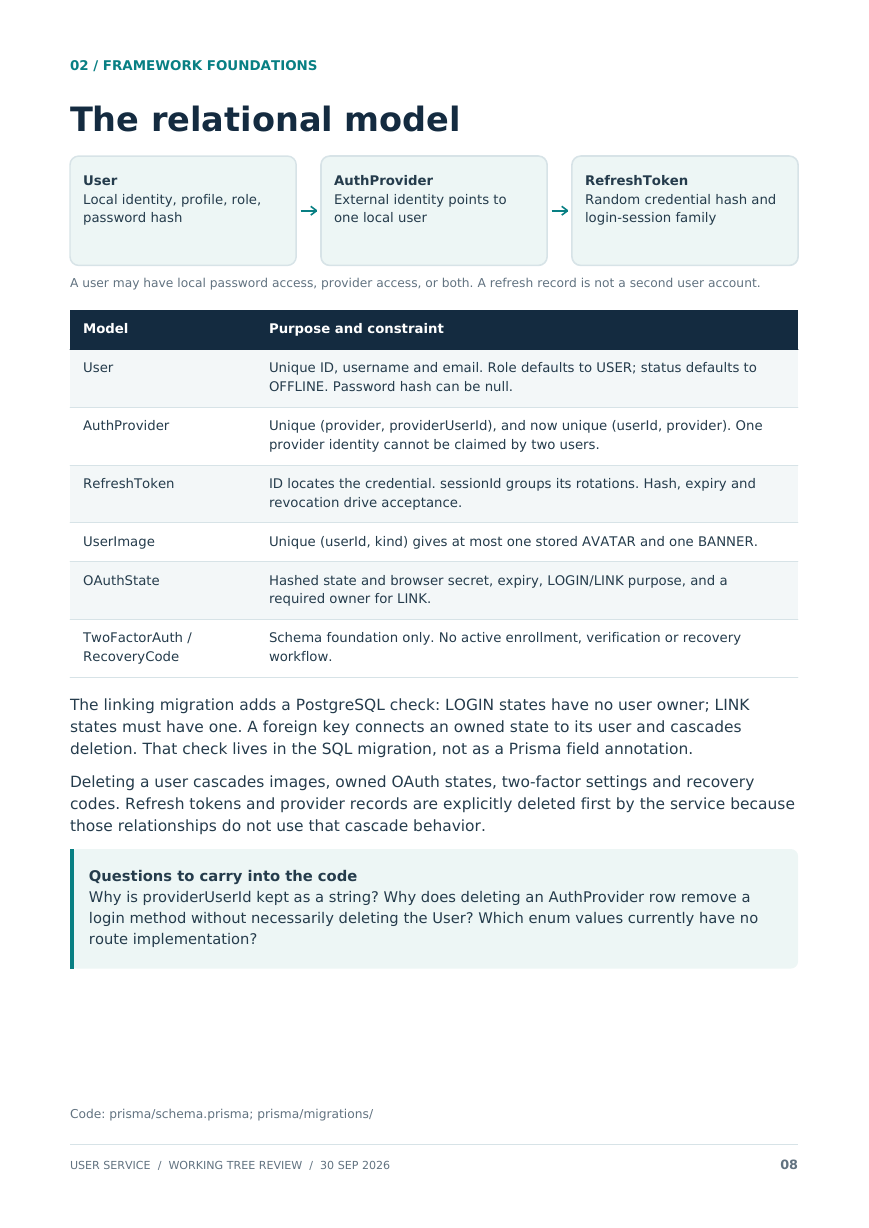 02 / FRAMEWORK FOUNDATIONS
The relational model
User
Local identity, profile, role,
password hash
AuthProvider
External identity points to
one local user
RefreshToken
Random credential hash and
login-session family
A user may have local password access, provider access, or both. A refresh record is not a second user account.
Model
Purpose and constraint
User
Unique ID, username and email. Role defaults to USER; status defaults to
OFFLINE. Password hash can be null.
AuthProvider
Unique (provider, providerUserId), and now unique (userId, provider). One
provider identity cannot be claimed by two users.
RefreshToken
ID locates the credential. sessionId groups its rotations. Hash, expiry and
revocation drive acceptance.
UserImage
Unique (userId, kind) gives at most one stored AVATAR and one BANNER.
OAuthState
Hashed state and browser secret, expiry, LOGIN/LINK purpose, and a
required owner for LINK.
TwoFactorAuth /
RecoveryCode
Schema foundation only. No active enrollment, verification or recovery
workflow.
The linking migration adds a PostgreSQL check: LOGIN states have no user owner; LINK
states must have one. A foreign key connects an owned state to its user and cascades
deletion. That check lives in the SQL migration, not as a Prisma field annotation.
Deleting a user cascades images, owned OAuth states, two-factor settings and recovery
codes. Refresh tokens and provider records are explicitly deleted first by the service because
those relationships do not use that cascade behavior.
Questions to carry into the code
Why is providerUserId kept as a string? Why does deleting an AuthProvider row remove a
login method without necessarily deleting the User? Which enum values currently have no
route implementation?
Code: prisma/schema.prisma; prisma/migrations/
USER SERVICE / WORKING TREE REVIEW / 30 SEP 2026
08